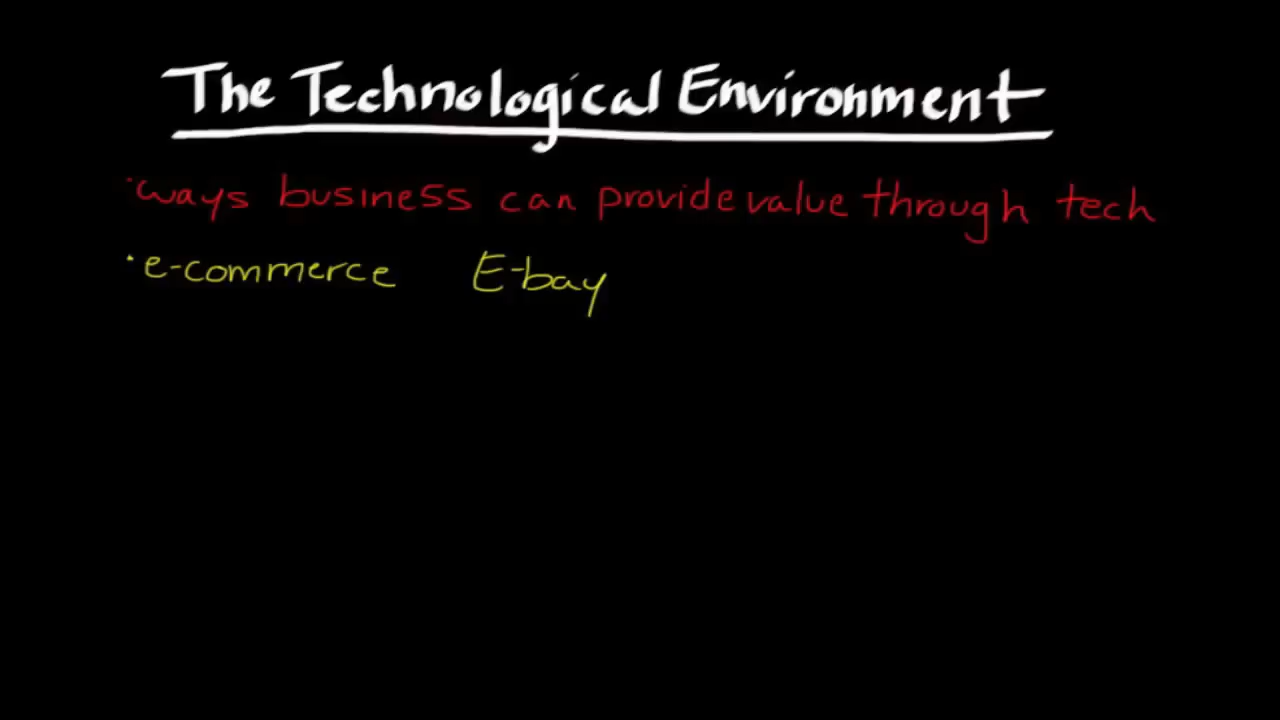 The Technological Environment
·ways business can provide value through tech
·e-commerce E-bay